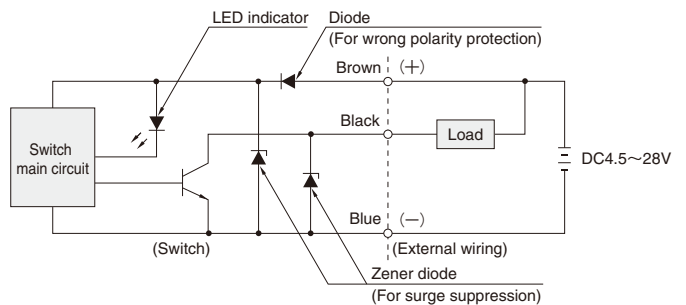 LED indicator
Diode
(For wrong polarity protection)
Brown (+)
Black
Load
Switch
main circuit
DC4.5～28V
Blue (−)
(Switch)
(External wiring)
Zener diode
(For surge suppression)